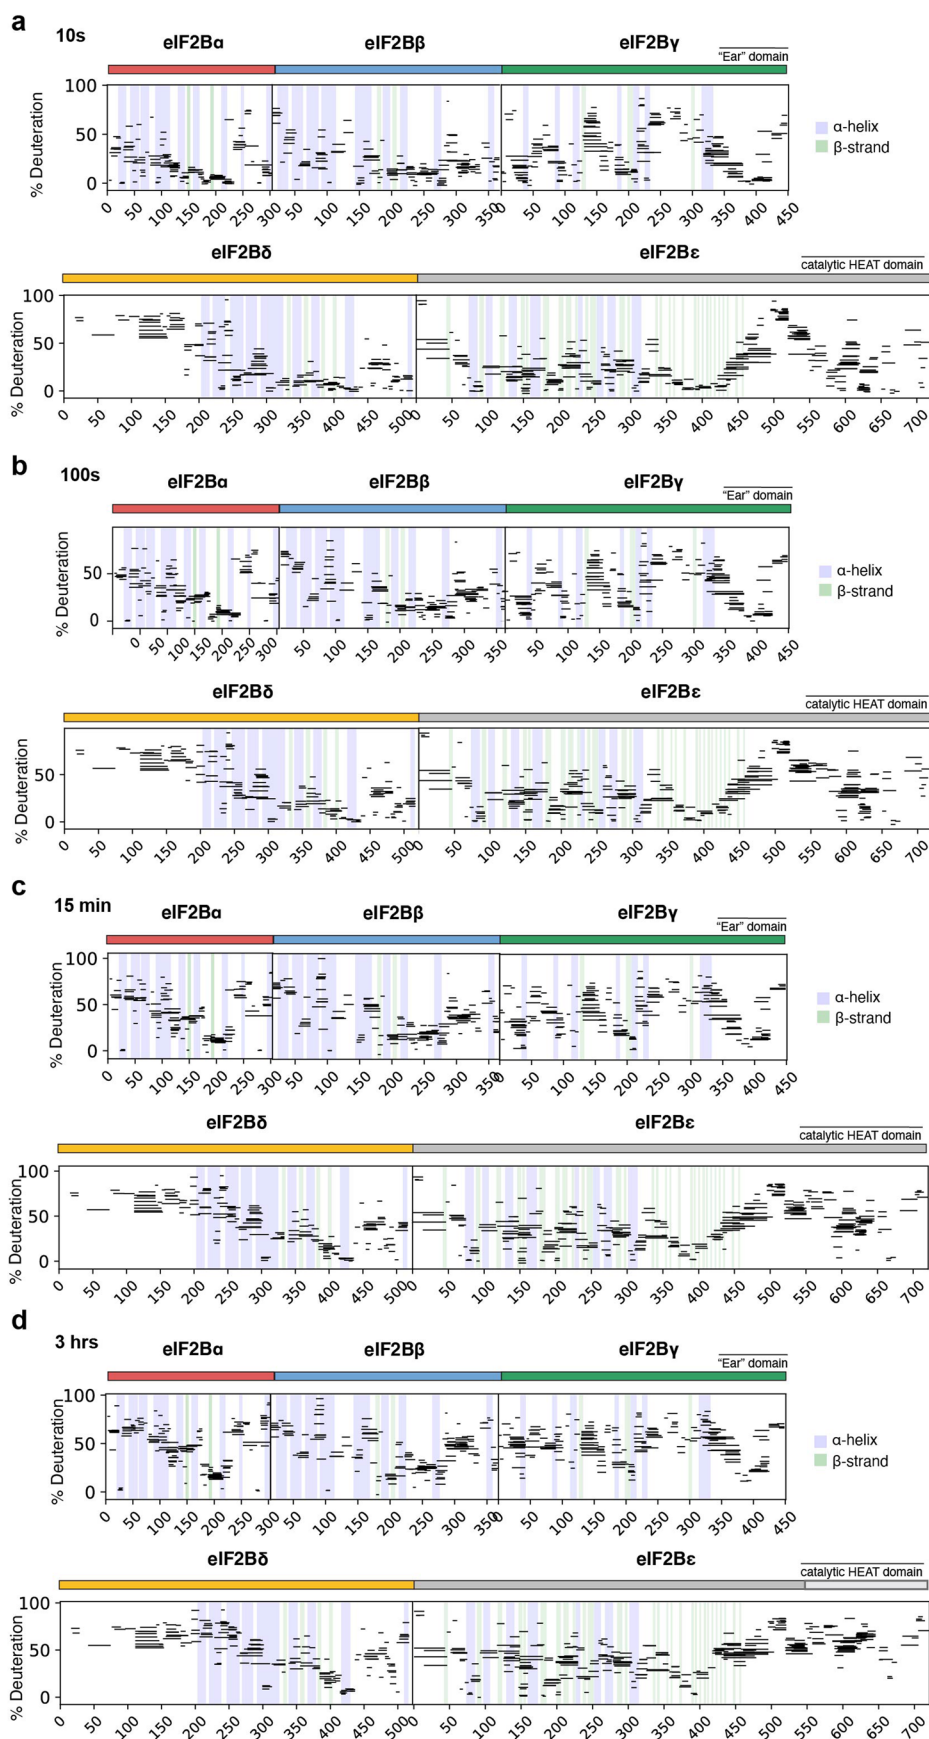 a
10s
eIF2Bα eIF2Bβ eIF2Bγ
"Ear" domain
% Deuteration
100
50
0
0 50 100 150 200 250 300 50 100 150 200 250 300 350 0 50 100 150 200 250 300 350 400 450
α-helix
β-strand
eIF2Bδ eIF2Bε
catalytic HEAT domain
% Deuteration
100
50
0
0 50 100 150 200 250 300 350 400 450 500 0 50 100 150 200 250 300 350 400 450 500 550 600 650 700
b
100s
eIF2Bα eIF2Bβ eIF2Bγ
"Ear" domain
% Deuteration
50
0
0 50 100 150 200 250 300 50 100 150 200 250 300 350 50 100 150 200 250 300 350 400 450
α-helix
β-strand
eIF2Bδ eIF2Bε
catalytic HEAT domain
% Deuteration
50
0
0 50 100 150 200 250 300 350 400 450 500 0 50 100 150 200 250 300 350 400 450 500 550 600 650 700
c
15 min
eIF2Bα eIF2Bβ eIF2Bγ
"Ear" domain
% Deuteration
100
50
0
0 50 100 150 200 250 300 50 100 150 200 250 300 350 0 50 100 150 200 250 300 350 400 450
α-helix
β-strand
eIF2Bδ eIF2Bε
catalytic HEAT domain
% Deuteration
100
50
0
0 50 100 150 200 250 300 350 400 450 500 0 50 100 150 200 250 300 350 400 450 500 550 600 650 700
d
3 hrs
eIF2Bα eIF2Bβ eIF2Bγ
"Ear" domain
% Deuteration
100
50
0
0 50 100 150 200 250 300 50 100 150 200 250 300 350 0 50 100 150 200 250 300 350 400 450
α-helix
β-strand
eIF2Bδ eIF2Bε
catalytic HEAT domain
% Deuteration
100
50
0
0 50 100 150 200 250 300 350 400 450 500 0 50 100 150 200 250 300 350 400 450 500 550 600 650 700